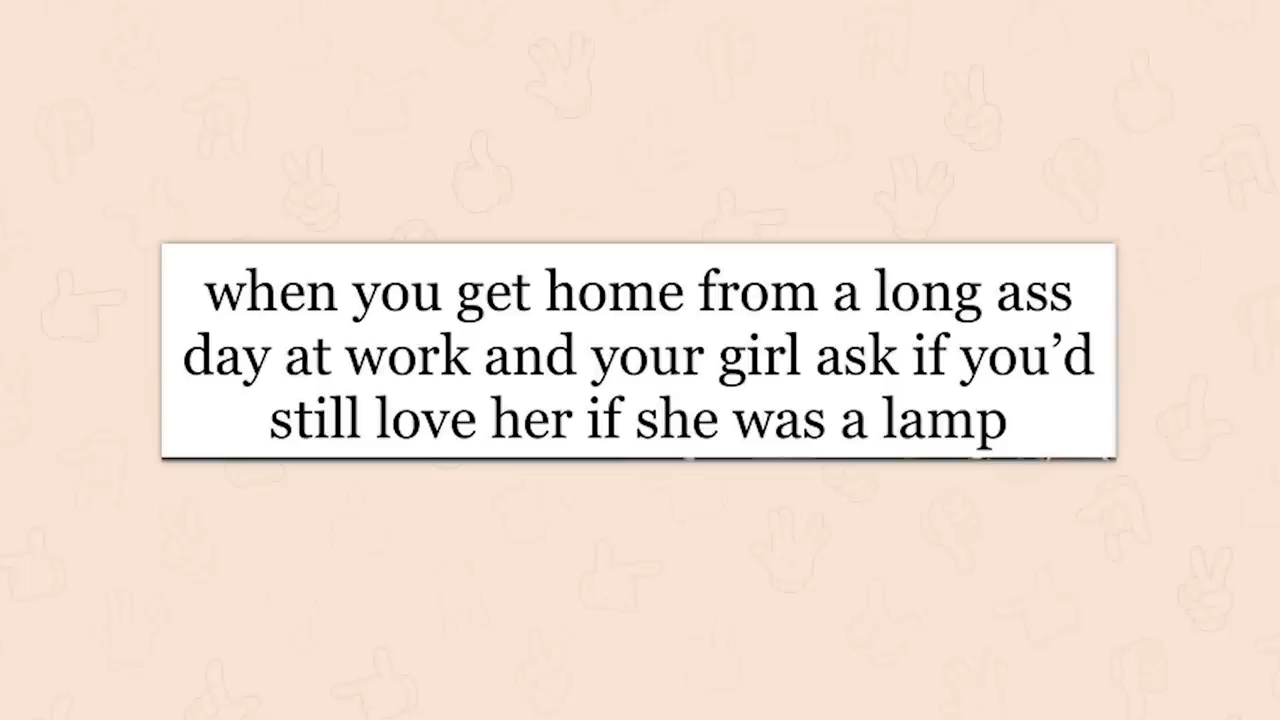 when you get home from a long ass
day at work and your girl ask if you’d
still love her if she was a lamp